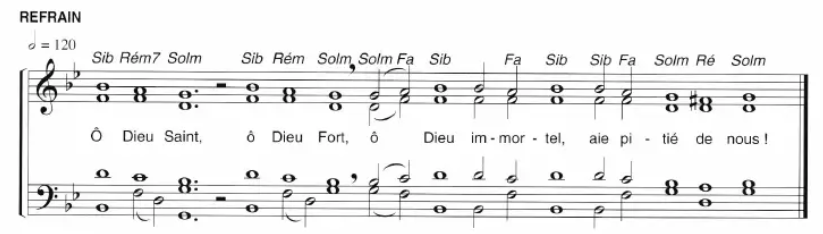 REFRAIN
𝅗𝅥 = 120
Sib Rém7 Solm Sib Rém Solm Solm Fa Sib Fa Sib Sib Fa Solm Ré Solm
Ô Dieu Saint, ô Dieu Fort, ô Dieu im - mor - tel, aie pi - tié de nous !